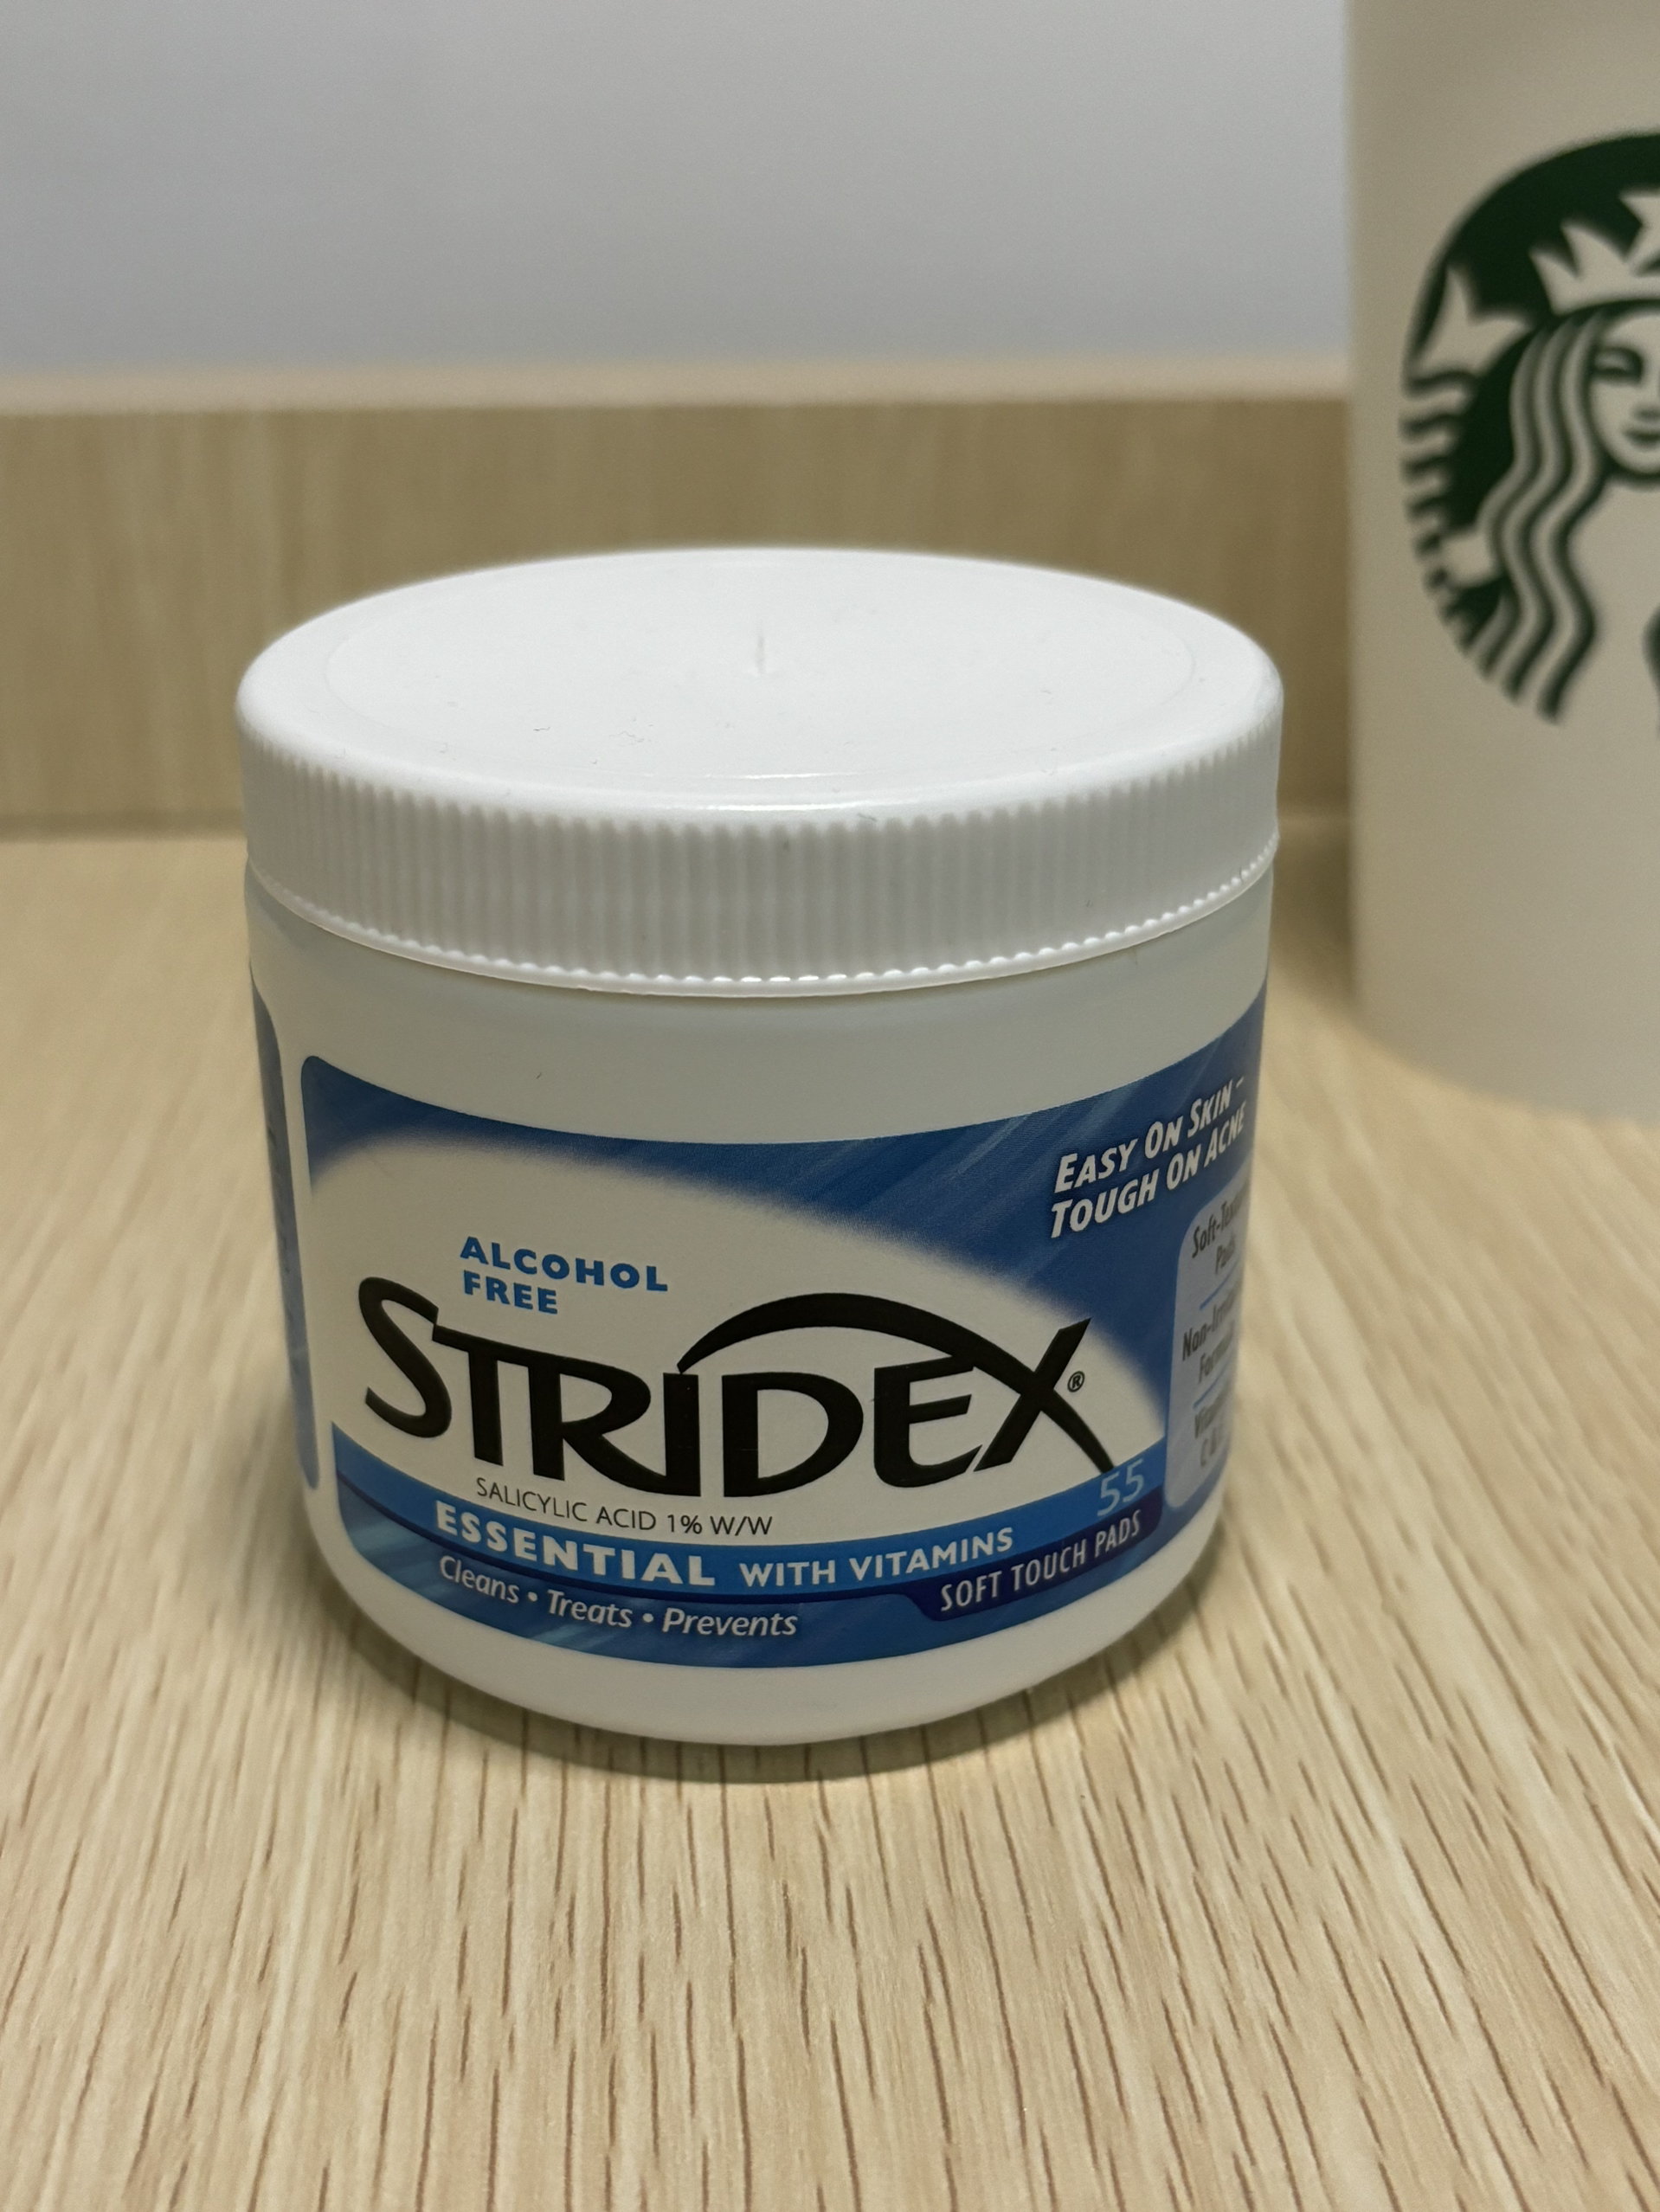 EASY ON SKIN –
TOUGH ON ACNE
ALCOHOL
FREE
STRIDEX®
SALICYLIC ACID 1% W/W
ESSENTIAL WITH VITAMINS
55
SOFT TOUCH PADS
Cleans • Treats • Prevents